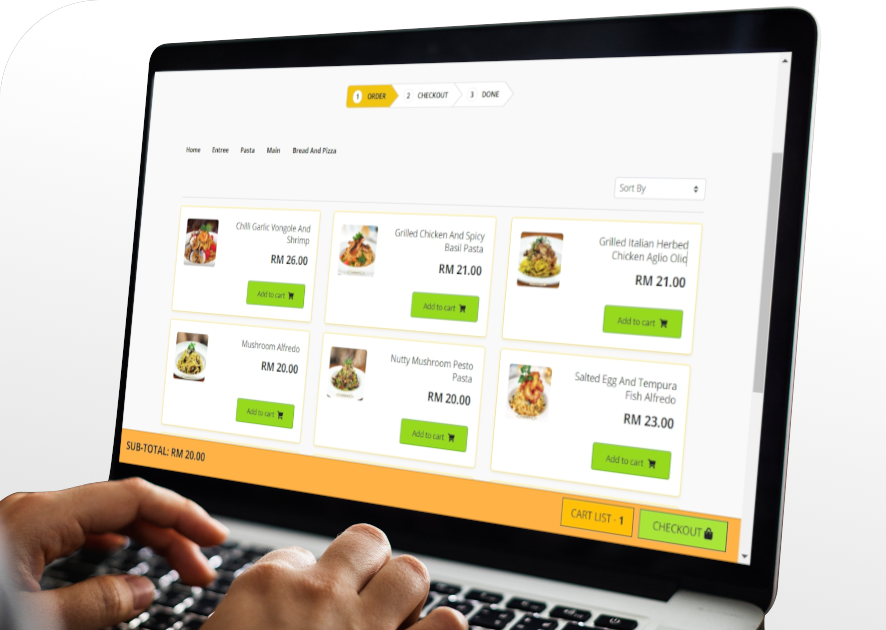 1 ORDER 2 CHECKOUT 3 DONE
Home Entree Pasta Main Bread And Pizza
Sort By
Chilli Garlic Vongole And
Shrimp
RM 26.00
Add to cart
Grilled Chicken And Spicy
Basil Pasta
RM 21.00
Add to cart
Grilled Italian Herbed
Chicken Aglio Olio
RM 21.00
Add to cart
Mushroom Alfredo
RM 20.00
Add to cart
Nutty Mushroom Pesto
Pasta
RM 20.00
Add to cart
Salted Egg And Tempura
Fish Alfredo
RM 23.00
Add to cart
SUB-TOTAL: RM 20.00
CART LIST - 1
CHECKOUT